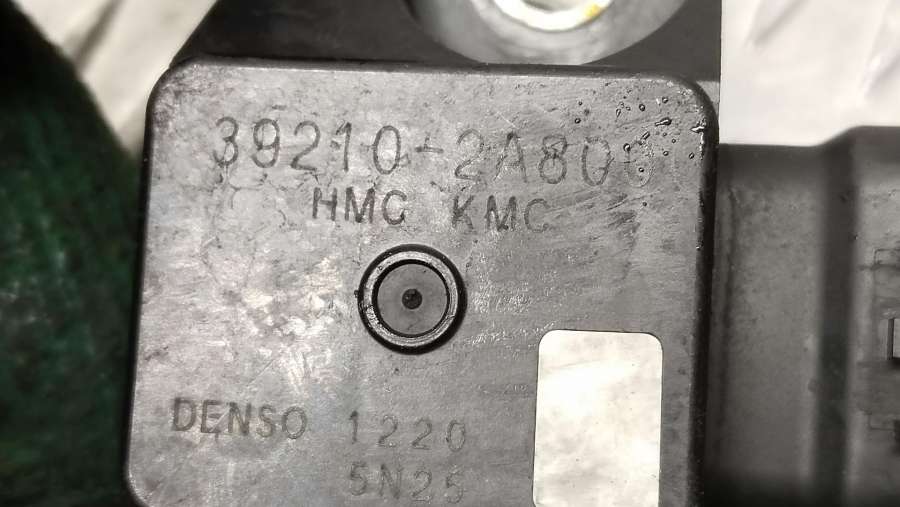 39210-2A800
HMC KMC
DENSO 1220
5N25